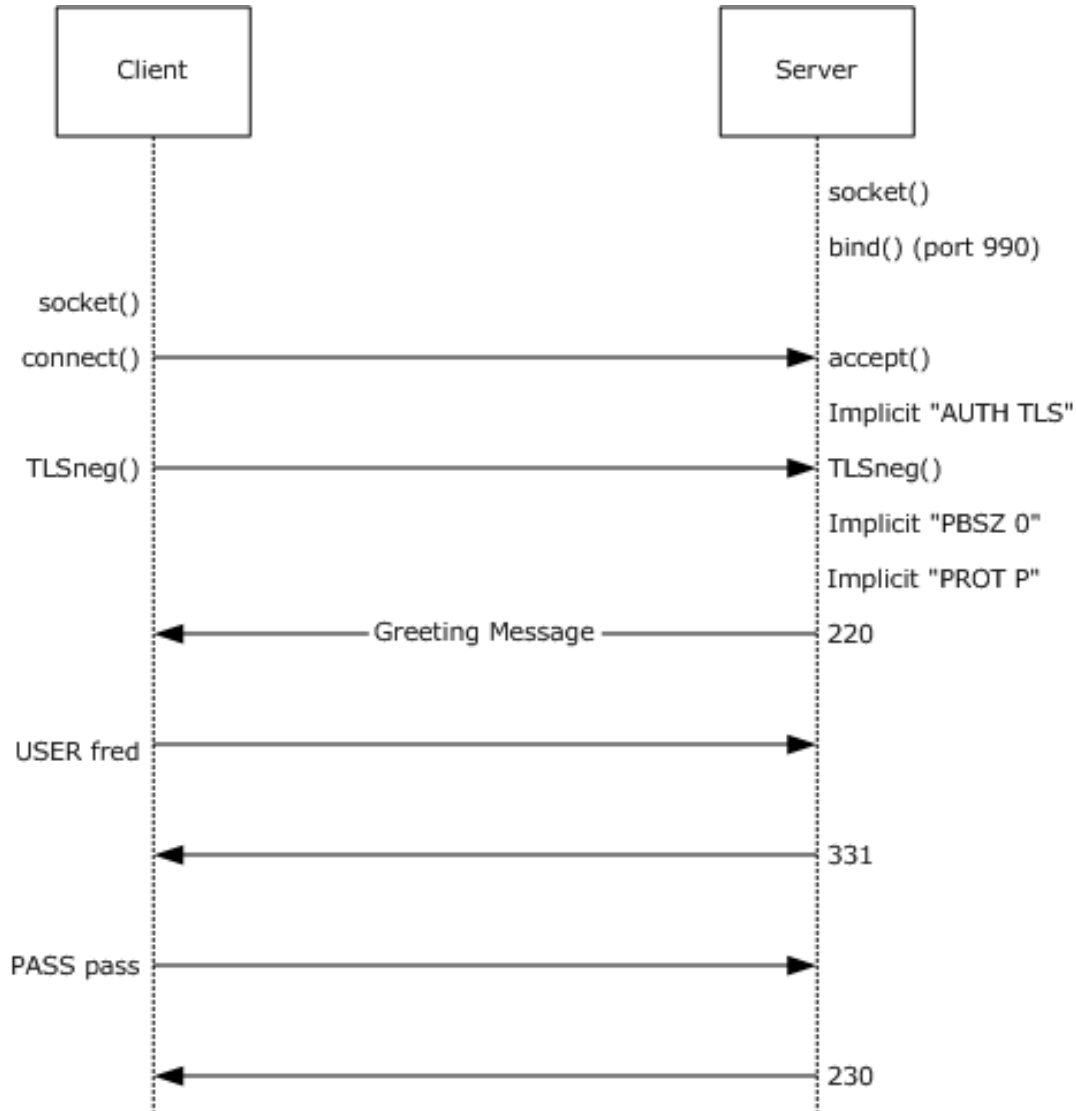 Client
Server
socket()
bind() (port 990)
socket()
connect()
accept()
Implicit "AUTH TLS"
TLSneg()
TLSneg()
Implicit "PBSZ 0"
Implicit "PROT P"
Greeting Message
220
USER fred
331
PASS pass
230